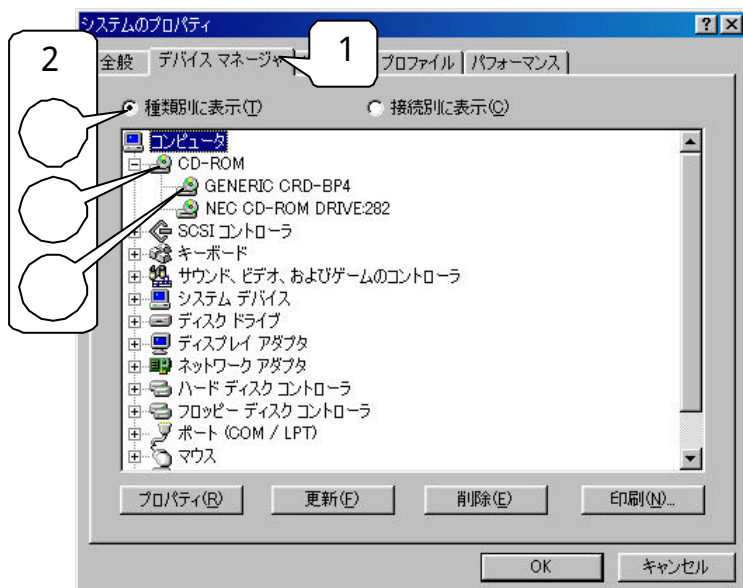 システムのプロパティ
2
1
全般 デバイス マネージャ プロファイル パフォーマンス
種類別に表示(T) 接続別に表示(C)
コンピュータ
CD-ROM
GENERIC CRD-BP4
NEC CD-ROM DRIVE:282
SCSI コントローラ
キーボード
サウンド、ビデオ、およびゲームのコントローラ
システム デバイス
ディスク ドライブ
ディスプレイ アダプタ
ネットワーク アダプタ
ハード ディスク コントローラ
フロッピー ディスク コントローラ
ポート (COM / LPT)
マウス
プロパティ(R) 更新(F) 削除(E) 印刷(N)...
OK キャンセル